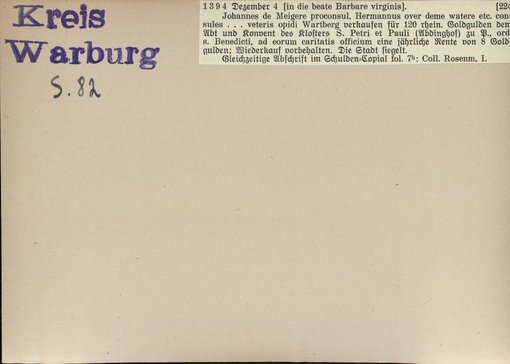 Kreis
Warburg
S. 82
1394 Dezember 4 [in die beate Barbare virginis]. [224
Johannes de Meigere proconsul, Hermannus over deme watere etc. con-
sules . . . veteris opidi Wartberg verkaufen für 120 rhein. Goldgulden dem
Abt und Konvent des Klosters S. Petri et Pauli (Abdinghof) zu P., ord.
s. Benedicti, ad eorum caritatis officium eine jährliche Rente von 8 Gold-
gulden; Wiederkauf vorbehalten. Die Stadt siegelt.
Gleichzeitige Abschrift im Schulden-Copial fol. 7ᵇ: Coll. Rosenm. I.